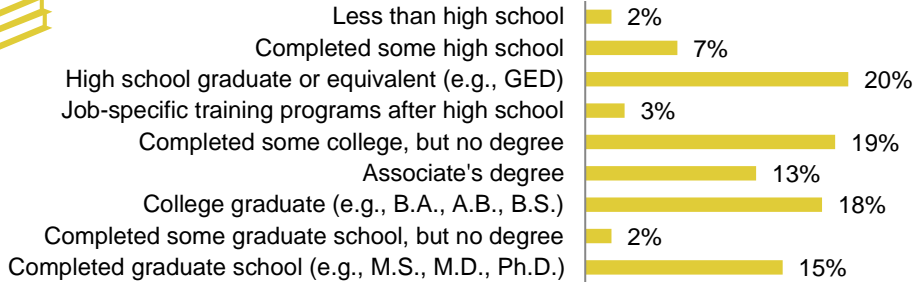 Less than high school 2%
Completed some high school 7%
High school graduate or equivalent (e.g., GED) 20%
Job-specific training programs after high school 3%
Completed some college, but no degree 19%
Associate's degree 13%
College graduate (e.g., B.A., A.B., B.S.) 18%
Completed some graduate school, but no degree 2%
Completed graduate school (e.g., M.S., M.D., Ph.D.) 15%